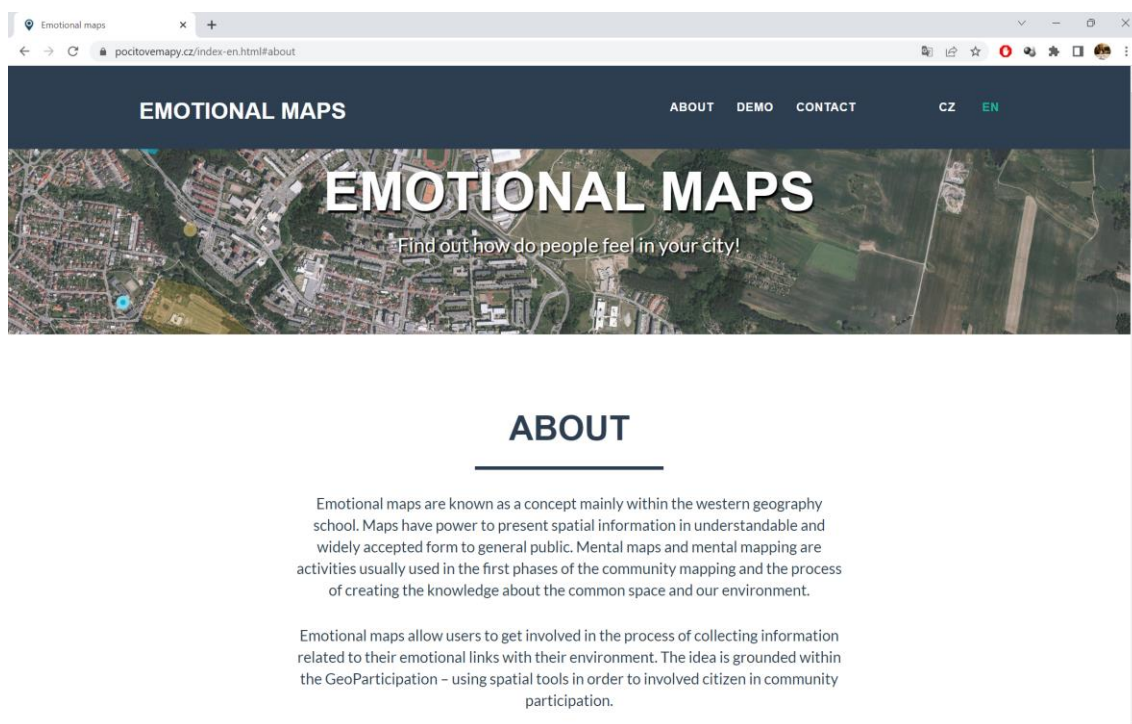 Emotional maps
pocitovemapy.cz/index-en.html#about
EMOTIONAL MAPS
ABOUT DEMO CONTACT CZ EN
EMOTIONAL MAPS
Find out how do people feel in your city!
ABOUT
Emotional maps are known as a concept mainly within the western geography
school. Maps have power to present spatial information in understandable and
widely accepted form to general public. Mental maps and mental mapping are
activities usually used in the first phases of the community mapping and the process
of creating the knowledge about the common space and our environment.
Emotional maps allow users to get involved in the process of collecting information
related to their emotional links with their environment. The idea is grounded within
the GeoParticipation – using spatial tools in order to involved citizen in community
participation.